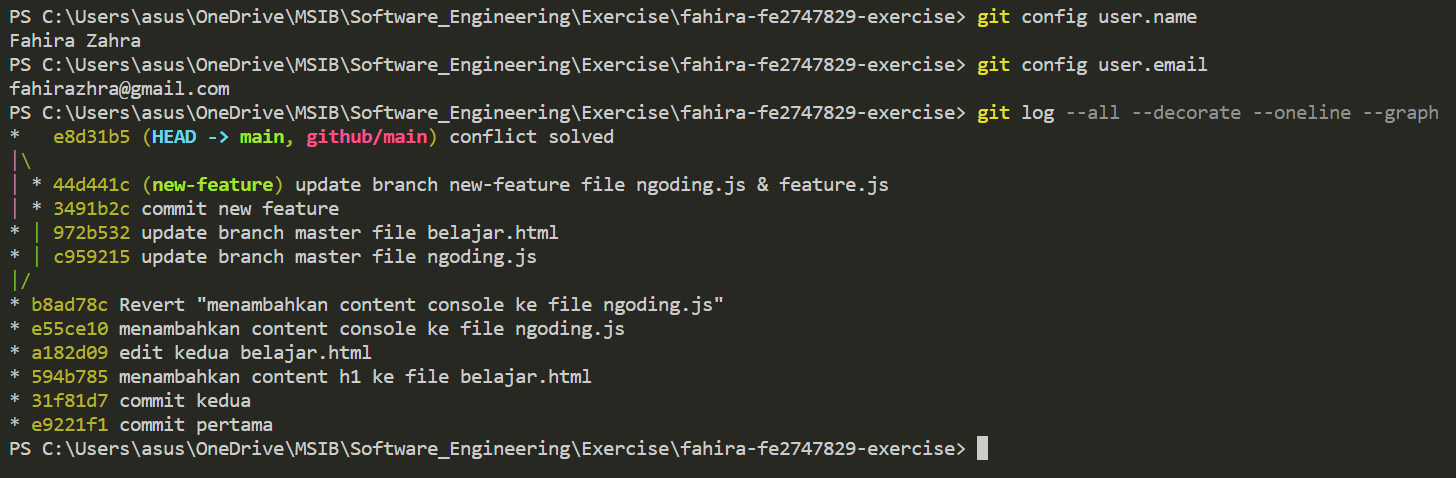 PS C:\Users\asus\OneDrive\MSIB\Software_Engineering\Exercise\fahira-fe2747829-exercise> git config user.name
Fahira Zahra
PS C:\Users\asus\OneDrive\MSIB\Software_Engineering\Exercise\fahira-fe2747829-exercise> git config user.email
fahirazhra@gmail.com
PS C:\Users\asus\OneDrive\MSIB\Software_Engineering\Exercise\fahira-fe2747829-exercise> git log --all --decorate --oneline --graph
*   e8d31b5 (HEAD -> main, github/main) conflict solved
|\
| * 44d441c (new-feature) update branch new-feature file ngoding.js & feature.js
| * 3491b2c commit new feature
* | 972b532 update branch master file belajar.html
* | c959215 update branch master file ngoding.js
|/
* b8ad78c Revert "menambahkan content console ke file ngoding.js"
* e55ce10 menambahkan content console ke file ngoding.js
* a182d09 edit kedua belajar.html
* 594b785 menambahkan content h1 ke file belajar.html
* 31f81d7 commit kedua
* e9221f1 commit pertama
PS C:\Users\asus\OneDrive\MSIB\Software_Engineering\Exercise\fahira-fe2747829-exercise>